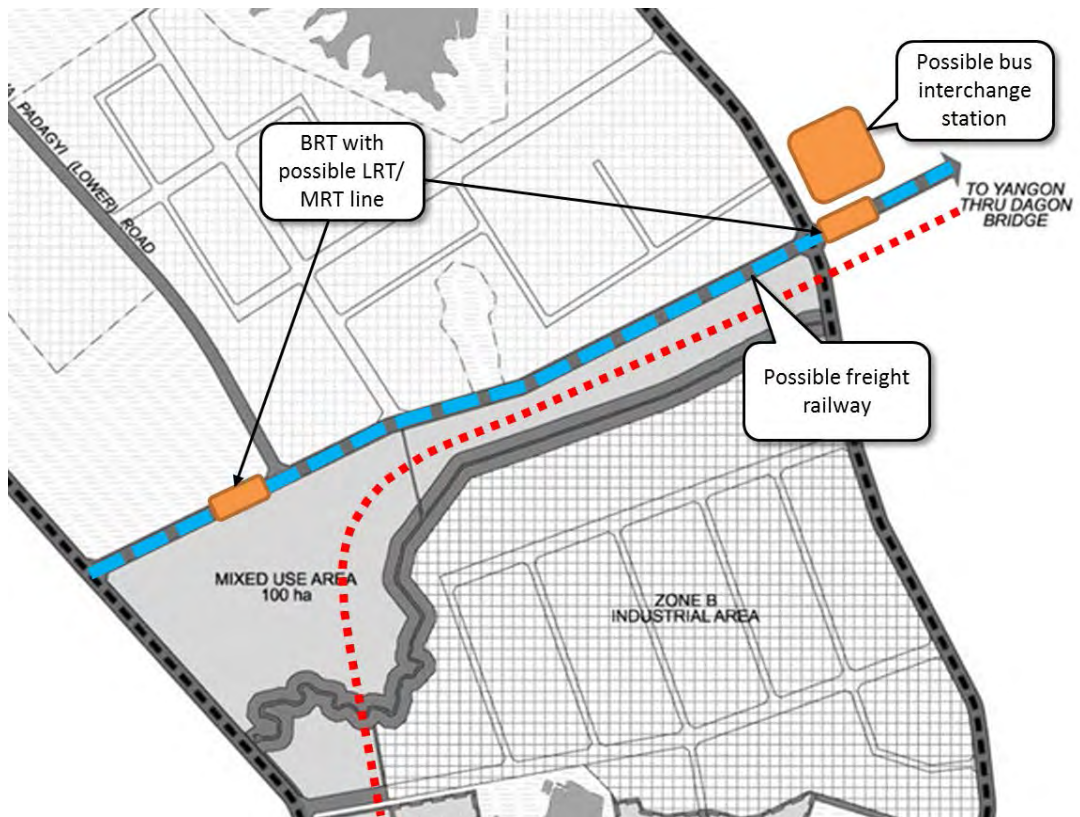 Possible bus
interchange
station
BRT with
possible LRT/
MRT line
PADAGYI (LOWER) ROAD
TO YANGON
THRU DAGON
BRIDGE
Possible freight
railway
MIXED USE AREA
100 ha
ZONE B
INDUSTRIAL AREA